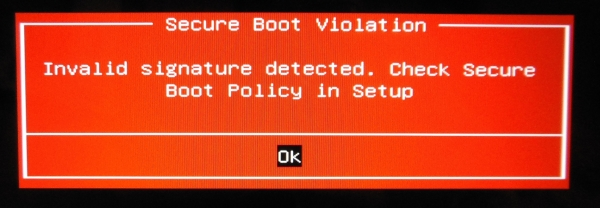 Secure Boot Violation
Invalid signature detected. Check Secure
Boot Policy in Setup
Ok